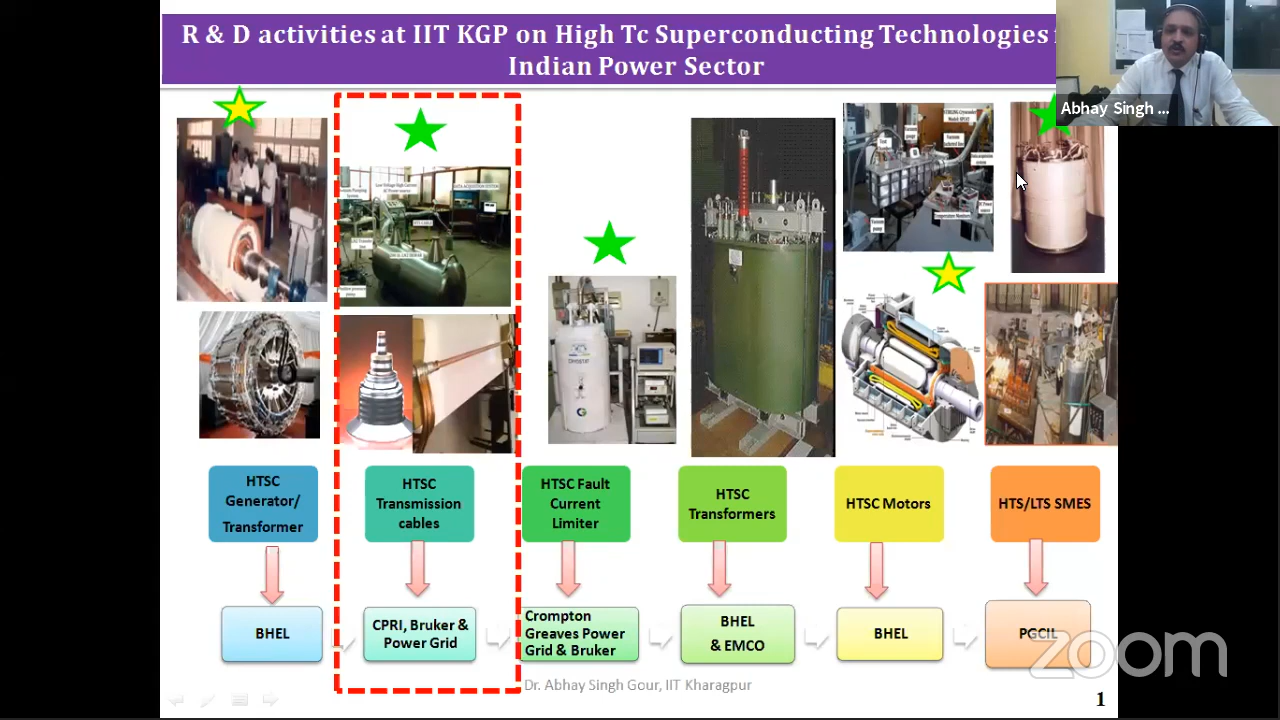 R & D activities at IIT KGP on High Tc Superconducting Technologies
Indian Power Sector
Abhay Singh ...
HTSC
Generator/
Transformer
HTSC
Transmission
cables
HTSC Fault
Current
Limiter
HTSC
Transformers
HTSC Motors
HTS/LTS SMES
BHEL
CPRI, Bruker &
Power Grid
Crompton
Greaves Power
Grid & Bruker
BHEL
& EMCO
BHEL
PGCIL
zoom
Dr. Abhay Singh Gour, IIT Kharagpur
1